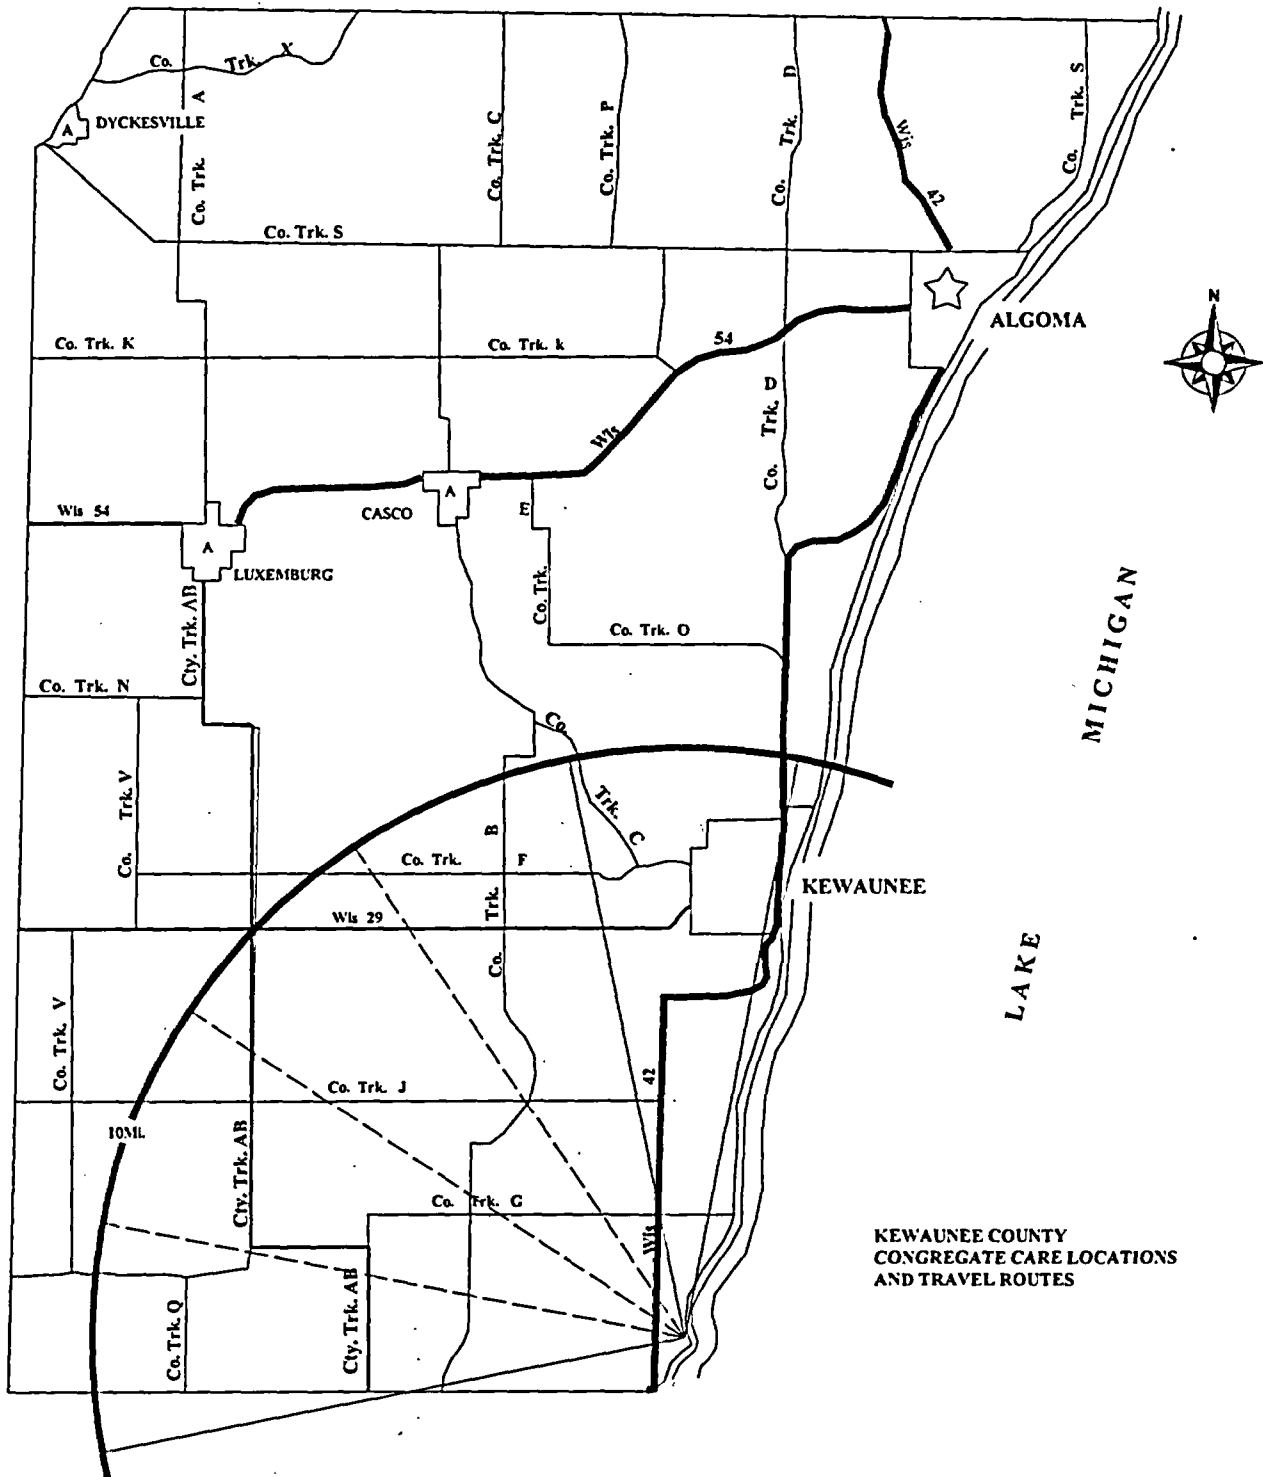 Co. Trk. X
A
DYCKESVILLE
Co. Trk. A
Co. Trk. C
Co. Trk. P
Co. Trk. D
Wis 42
Co. Trk. S
Co. Trk. S
N
ALGOMA
Co. Trk. K
Co. Trk. k
54
Wis
Co. Trk. D
Wis 54
A
CASCO
Co. Trk. E
A
LUXEMBURG
Cty. Trk. AB
Co. Trk. O
MICHIGAN
Co. Trk. N
Co. Trk. C
Co. Trk. V
Co. Trk. B
Co. Trk. F
KEWAUNEE
Wis 29
LAKE
Co. Trk. V
42
Wis
Co. Trk. J
10MI.
Cty. Trk. AB
Co. Trk. G
KEWAUNEE COUNTY
CONGREGATE CARE LOCATIONS
AND TRAVEL ROUTES
Co. Trk. Q
Cty. Trk. AB